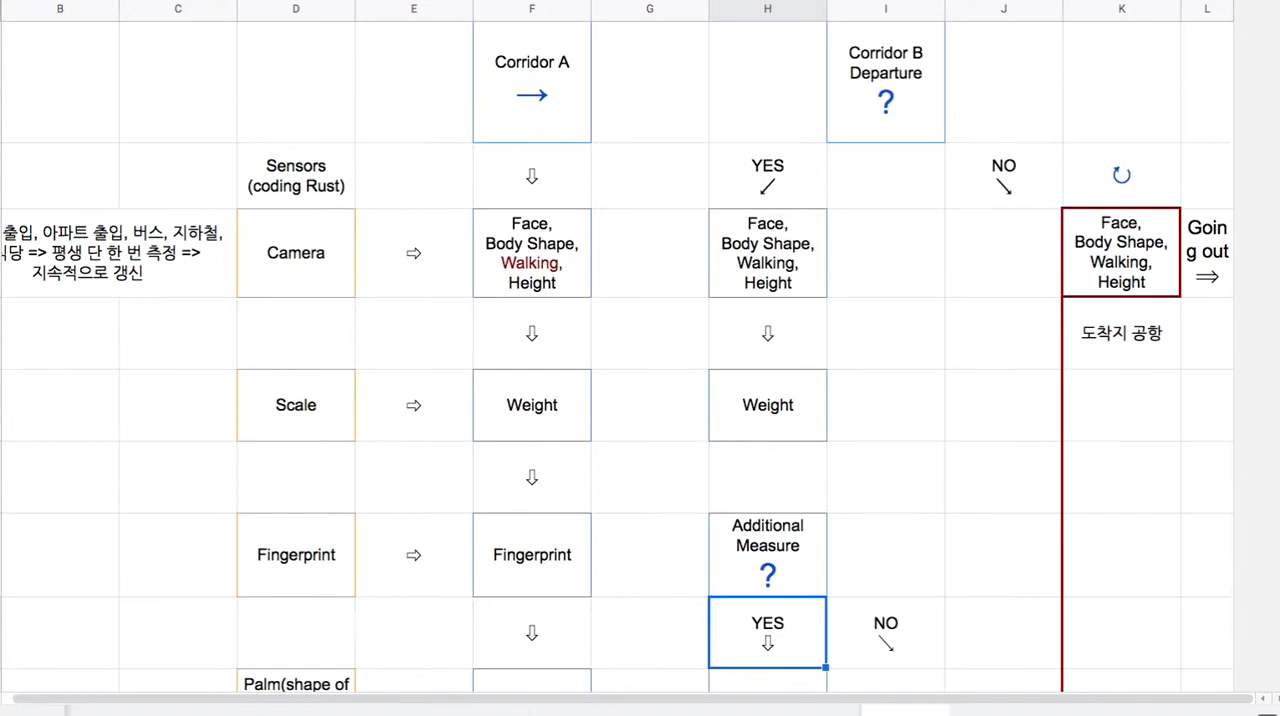 B C D E F G H I J K L
Corridor A
→
Corridor B
Departure
?
Sensors
(coding Rust)
⇩
YES
↙
NO
↘
↻
출입, 아파트 출입, 버스, 지하철,
=> 평생 단 한 번 측정 =>
지속적으로 갱신
Camera
⇨
Face,
Body Shape,
Walking,
Height
Face,
Body Shape,
Walking,
Height
Face,
Body Shape,
Walking,
Height
Goin
g out
⇒
⇩
⇩
도착지 공항
Scale
⇨
Weight
Weight
⇩
Fingerprint
⇨
Fingerprint
Additional
Measure
?
⇩
YES
⇩
NO
↘
Palm(shape of